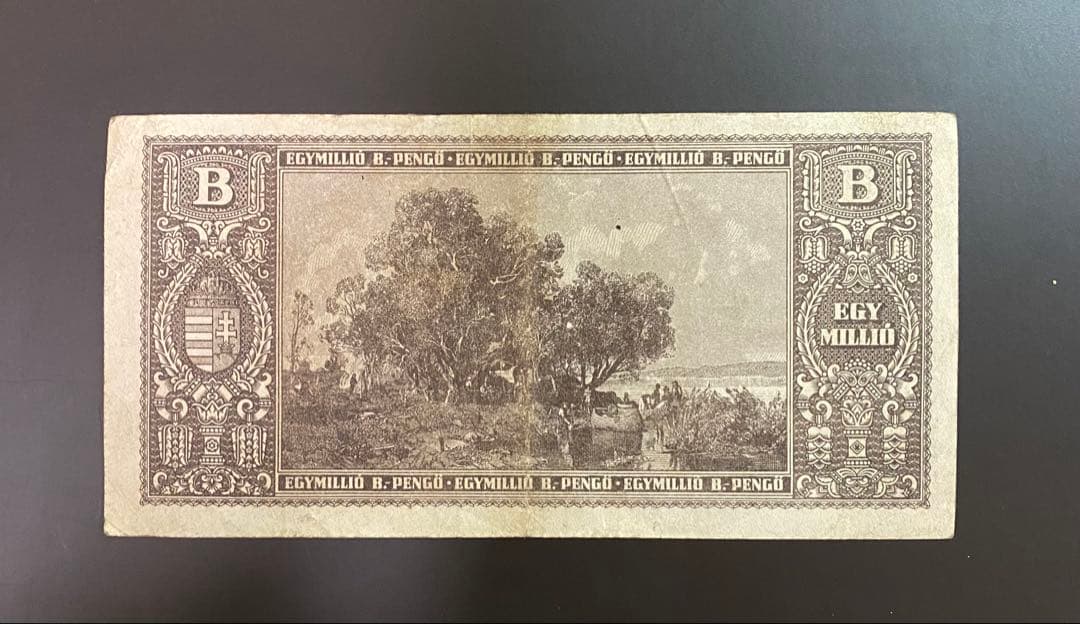 EGYMILLIÓ B.-PENGŐ · EGYMILLIÓ B.-PENGŐ · EGYMILLIÓ B.-PENGŐ
B
B
EGY
MILLIÓ
EGYMILLIÓ B.-PENGŐ · EGYMILLIÓ B.-PENGŐ · EGYMILLIÓ B.-PENGŐ